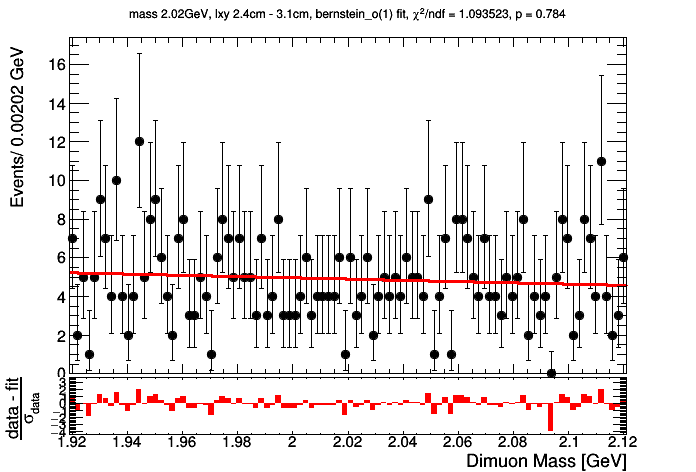 mass 2.02GeV, lxy 2.4cm - 3.1cm, bernstein_o(1) fit, χ²/ndf = 1.093523, p = 0.784
Events/ 0.00202 GeV
16
14
12
10
8
6
4
2
0
data - fit
σdata
3
2
1
0
1.92 1.94 1.96 1.98 2 2.02 2.04 2.06 2.08 2.1 2.12
Dimuon Mass [GeV]